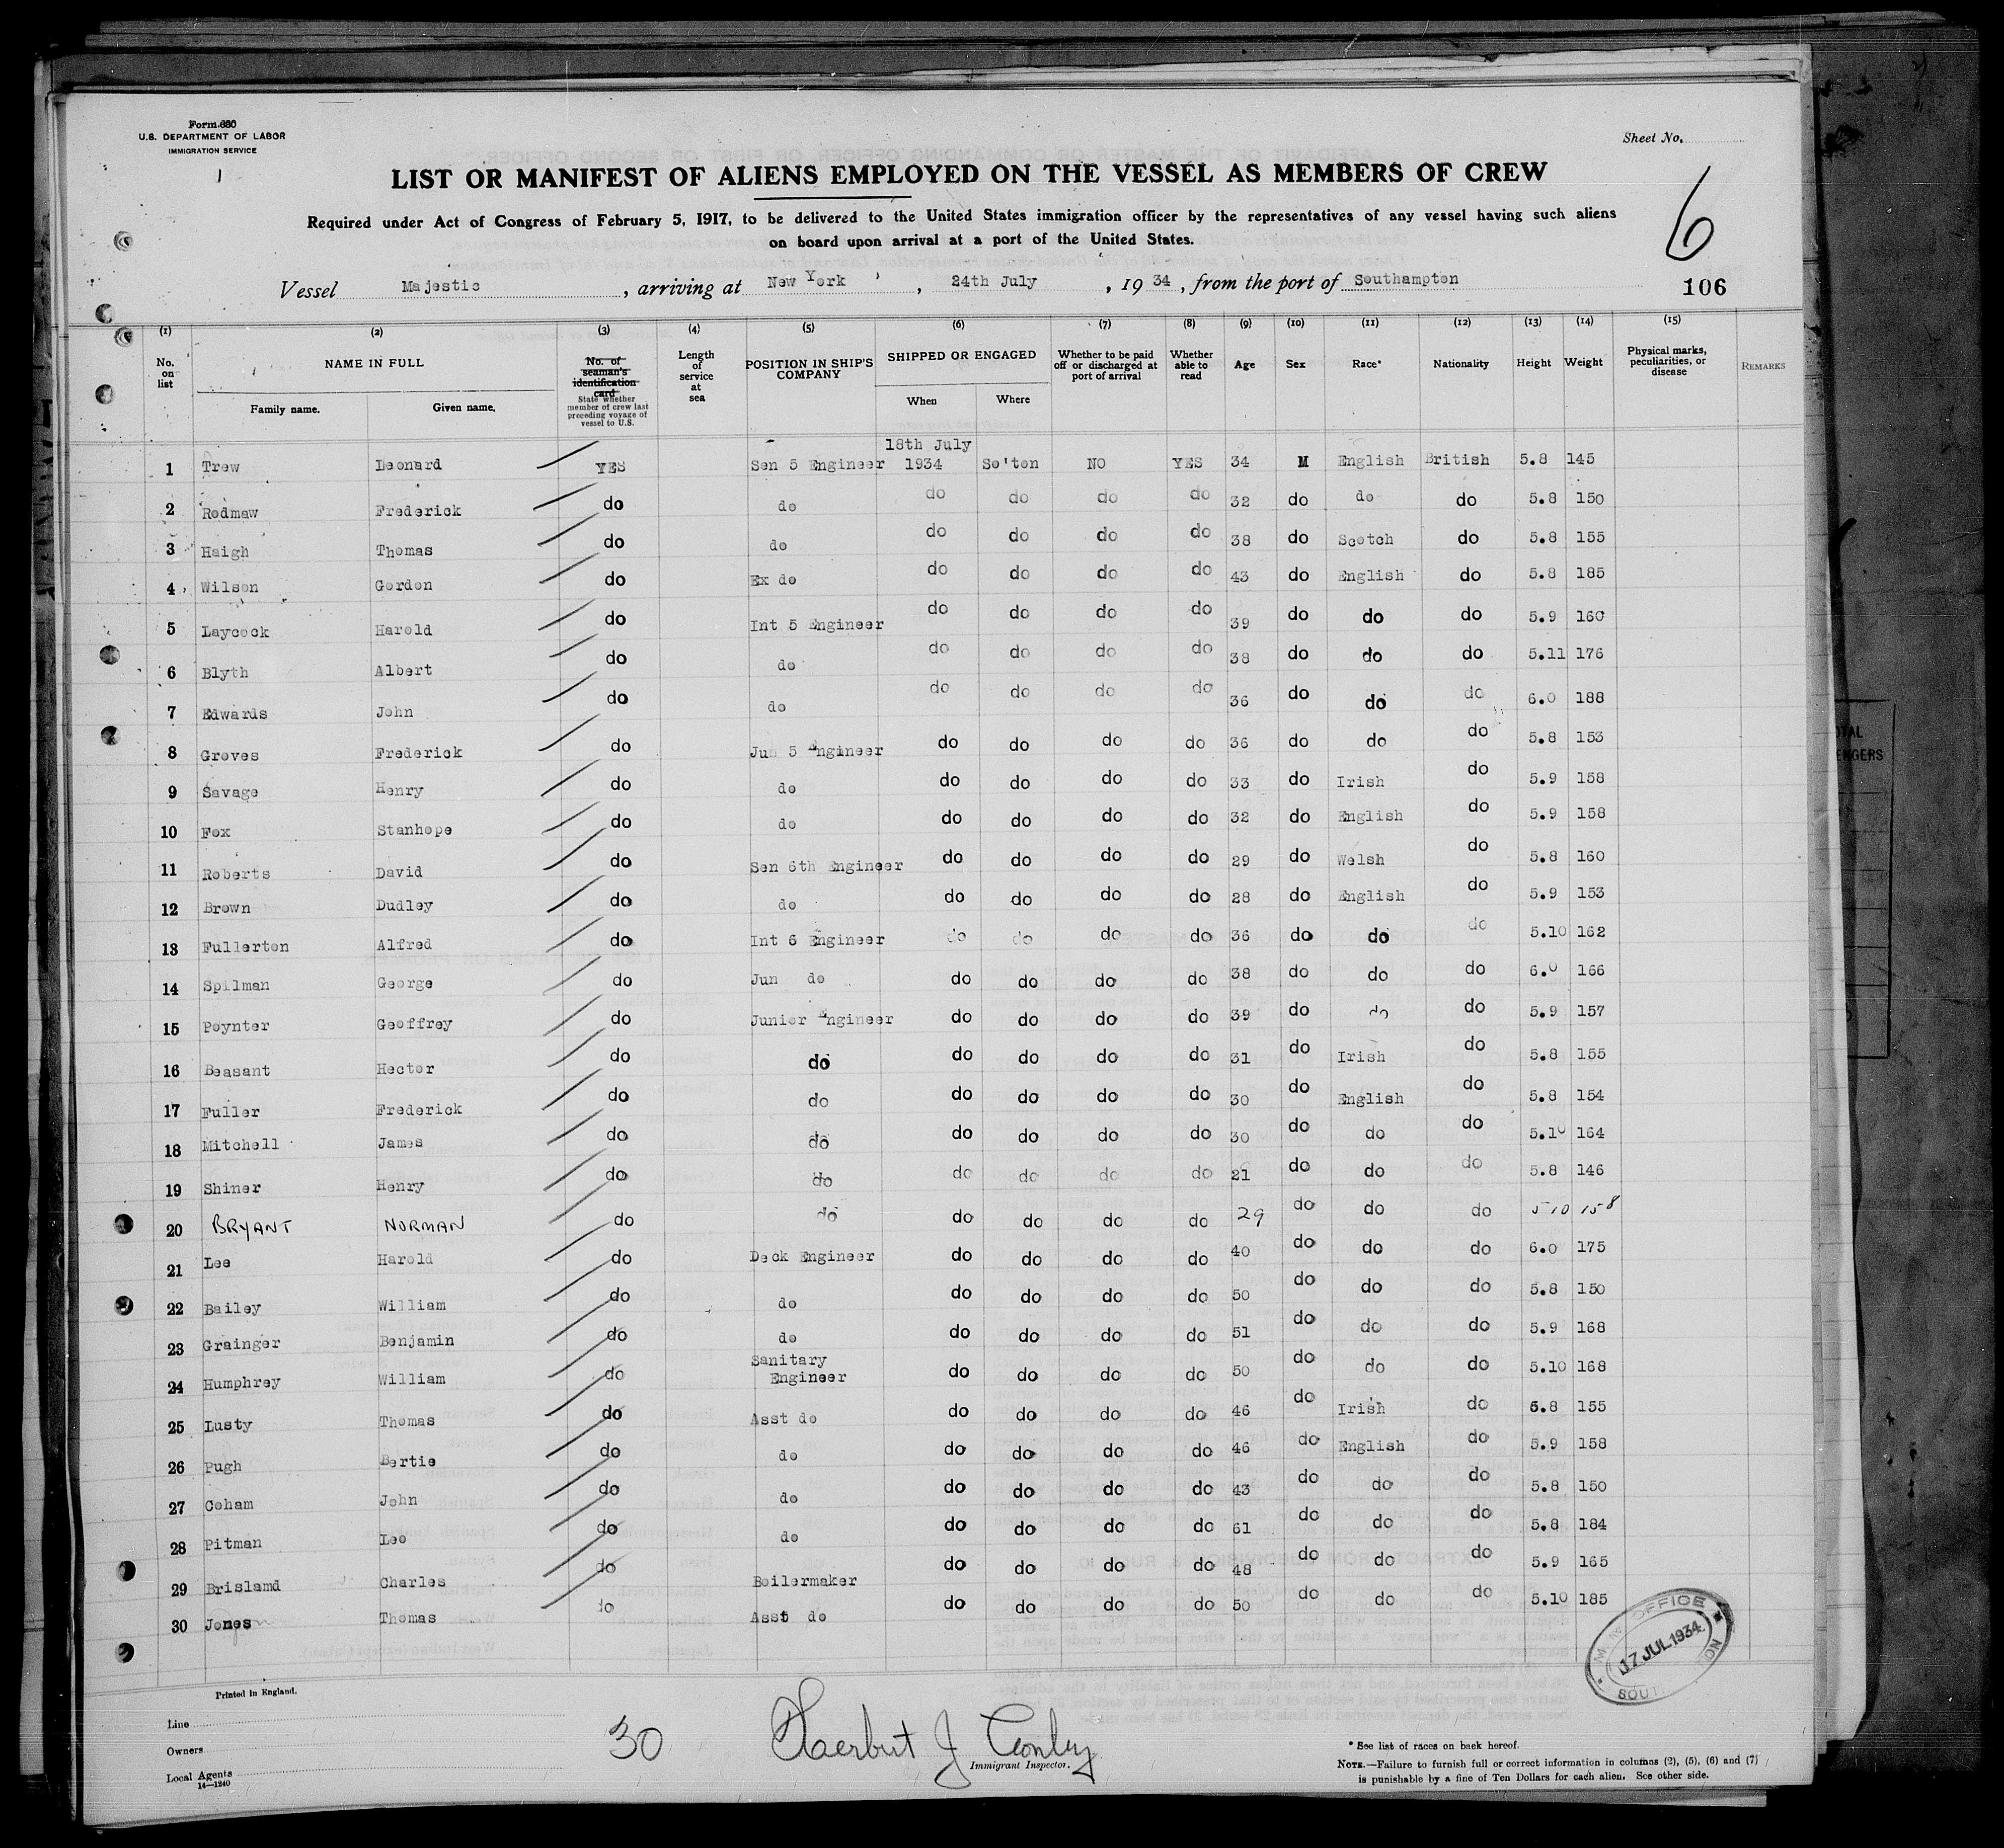 Form 680
U.S. DEPARTMENT OF LABOR
IMMIGRATION SERVICE
Sheet No.
LIST OR MANIFEST OF ALIENS EMPLOYED ON THE VESSEL AS MEMBERS OF CREW
6
Required under Act of Congress of February 5, 1917, to be delivered to the United States immigration officer by the representatives of any vessel having such aliens
on board upon arrival at a port of the United States.
Vessel Majestic, arriving at New York, 24th July, 1934, from the port of Southampton
106
(1) (2) (3) (4) (5) (6) (7) (8) (9) (10) (11) (12) (13) (14) (15)
No. on list NAME IN FULL Family name. Given name. No. of seaman's identification card State whether member of crew last preceding voyage of vessel to U.S. Length of service at sea POSITION IN SHIP'S COMPANY SHIPPED OR ENGAGED When Where Whether to be paid off or discharged at port of arrival Whether able to read Age Sex Race* Nationality Height Weight Physical marks, peculiarities, or disease REMARKS
1 Trew Leonard YES Sen 5 Engineer 18th July 1934 So'ton NO YES 34 M English British 5.8 145
2 Redmaw Frederick do do do do do do 32 do do do 5.8 150
3 Haigh Thomas do do do do do do 38 do Scotch do 5.8 155
4 Wilson Gordon do Ex do do do do do 43 do English do 5.8 185
5 Laycock Harold do Int 5 Engineer do do do do 39 do do do 5.9 160
6 Blyth Albert do do do do do do 38 do do do 5.11 176
7 Edwards John do do do do do do 36 do do do 6.0 188
8 Groves Frederick do Jun 5 Engineer do do do do 36 do do do 5.8 153
9 Savage Henry do do do do do do 33 do Irish do 5.9 158
10 Fox Stanhope do do do do do do 32 do English do 5.9 158
11 Roberts David do Sen 6th Engineer do do do do 29 do Welsh do 5.8 160
12 Brown Dudley do do do do do do 28 do English do 5.9 153
13 Fullerton Alfred do Int 6 Engineer do do do do 36 do do do 5.10 162
14 Spilman George do Jun do do do do do 38 do do do 6.0 166
15 Poynter Geoffrey do Junior Engineer do do do do 39 do do do 5.9 157
16 Beasant Hector do do do do do do 31 do Irish do 5.8 155
17 Fuller Frederick do do do do do do 30 do English do 5.8 154
18 Mitchell James do do do do do do 30 do do do 5.10 164
19 Shiner Henry do do do do do do 21 do do do 5.8 146
20 BRYANT NORMAN do do do do do do 29 do do do 5 10 158
21 Lee Harold do Deck Engineer do do do do 40 do do do 6.0 175
22 Bailey William do do do do do do 50 do do do 5.8 150
23 Grainger Benjamin do do do do do do 51 do do do 5.9 168
24 Humphrey William do Sanitary Engineer do do do do 50 do do do 5.10 168
25 Lusty Thomas do Asst do do do do do 46 do Irish do 5.8 155
26 Pugh Bertie do do do do do do 46 do English do 5.9 158
27 Coham John do do do do do do 43 do do do 5.8 150
28 Pitman Leo do do do do do do 61 do do do 5.8 184
29 Brislamd Charles do Boilermaker do do do do 48 do do do 5.9 165
30 Jones Thomas do Asst do do do do do 50 do do do 5.10 185
OFFICE
17 JUL 1934
Printed in England.
Line
Owners
Local Agents
14—1240
30
Herbert J Conley
Immigrant Inspector.
* See list of races on back hereof.
NOTE.—Failure to furnish full or correct information in columns (2), (5), (6) and (7)
is punishable by a fine of Ten Dollars for each alien. See other side.